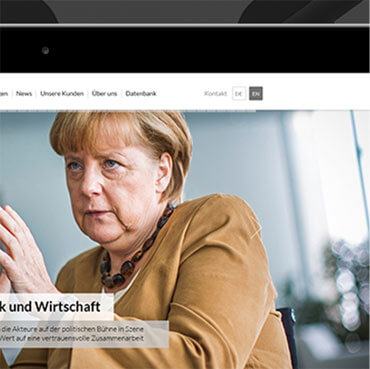 News Unsere Kunden Über uns Datenbank Kontakt DE EN
und Wirtschaft
die Akteure auf der politischen Bühne in Szene
Wert auf eine vertrauensvolle Zusammenarbeit